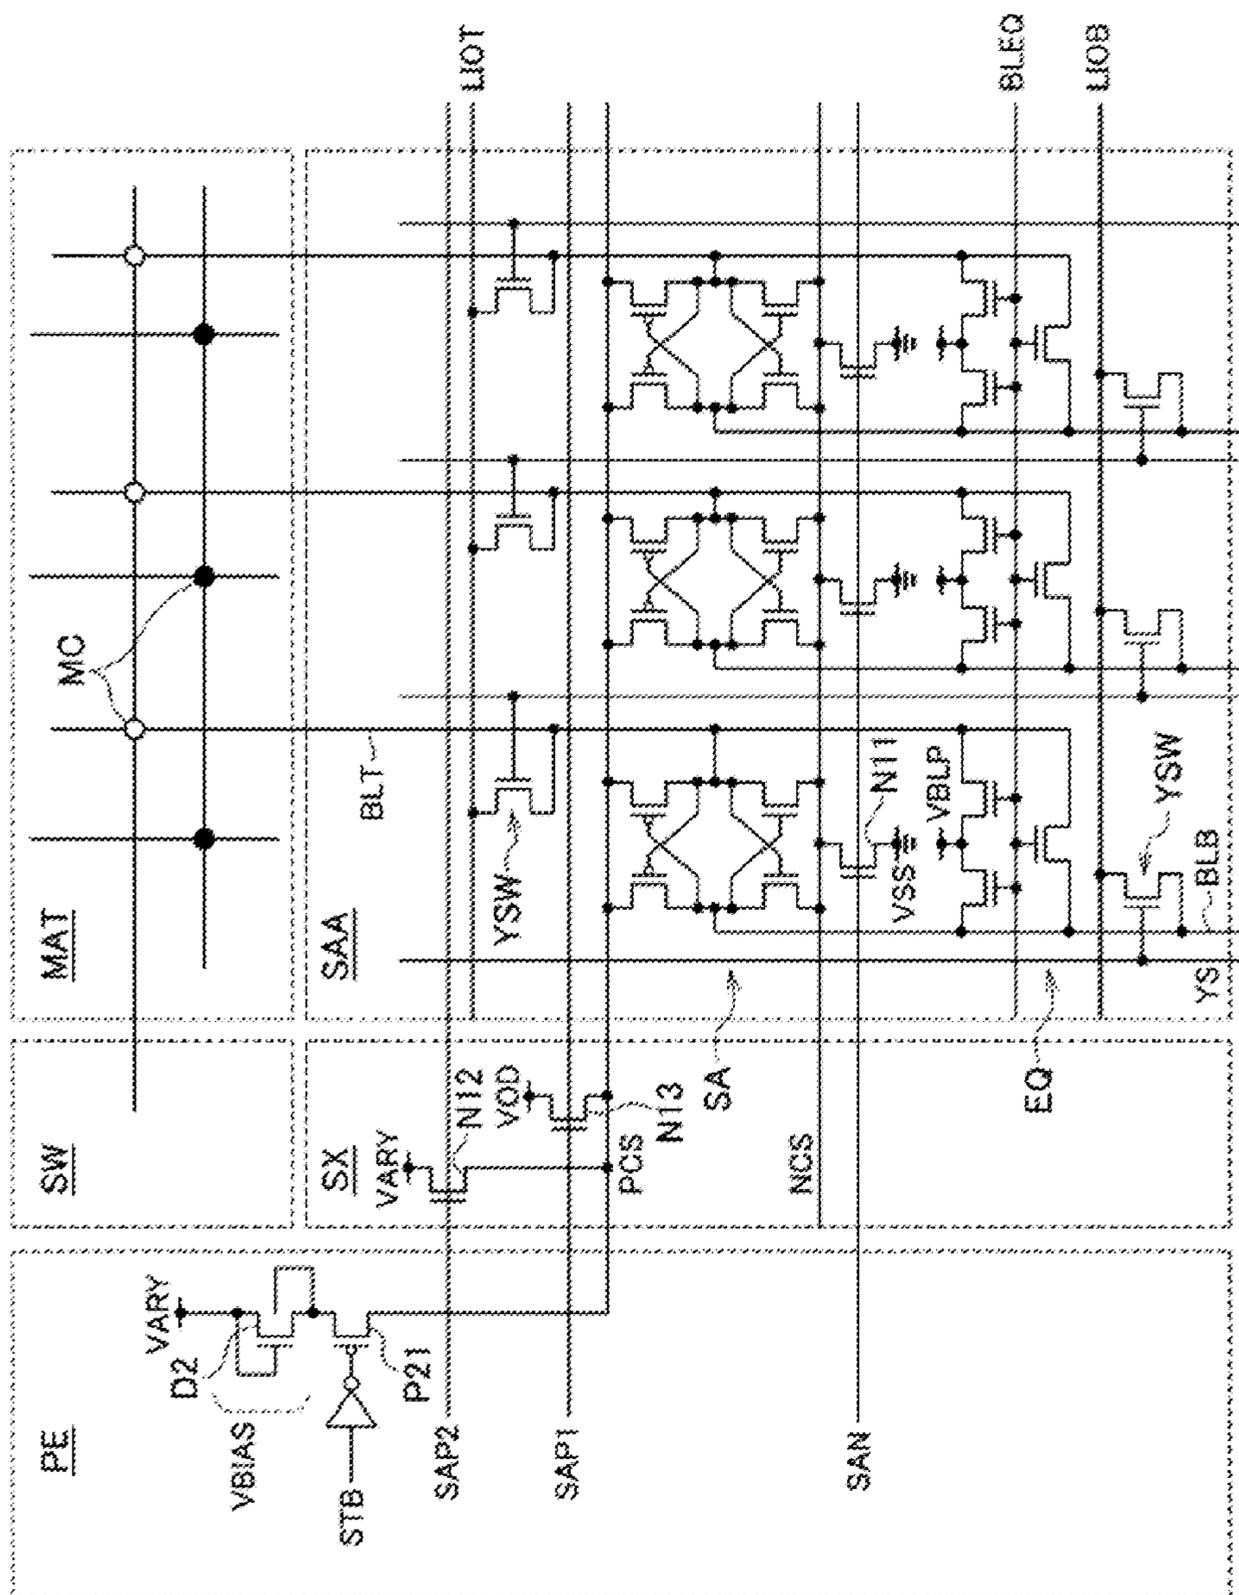 PE
SW
MAT
VARY
D2
VBIAS
STB
P21
SAP2
SAP1
SAN
SX
VARY
N12
VOD
N13
PCS
NCS
SA
EQ
MC
SAA
BLT
YSW
VSS
N11
VBLP
YSW
BLB
YS
LIOT
BLEQ
LIOB